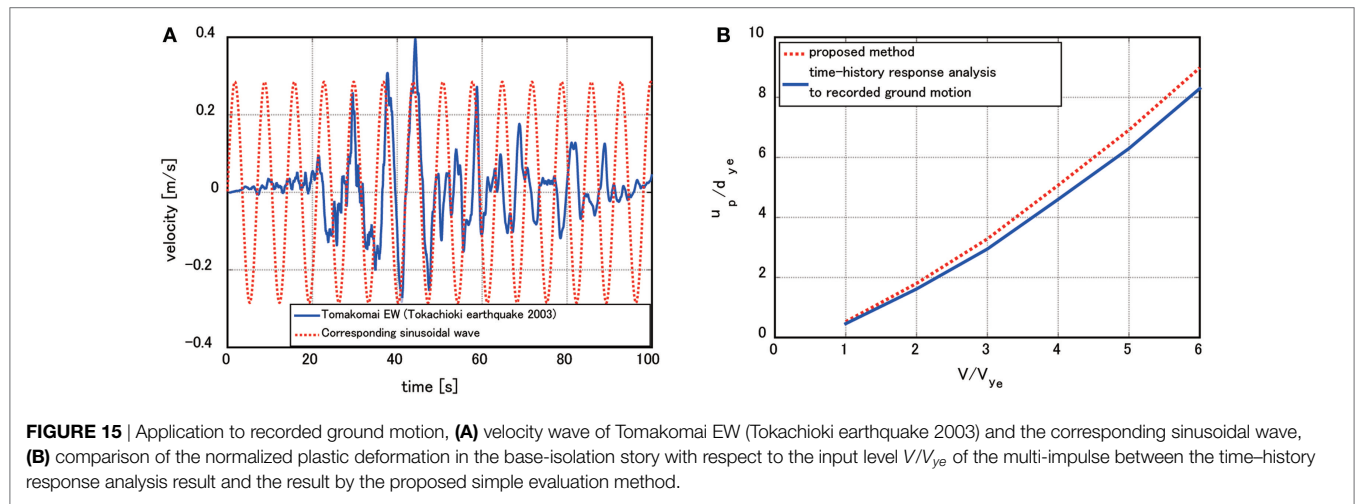 A
0.4
0.2
0
-0.2
-0.4
velocity [m/s]
Tomakomai EW (Tokachioki earthquake 2003)
Corresponding sinusoidal wave
0 20 40 60 80 100
time [s]
B
10
8
6
4
2
0
u_p/d_ye
proposed method
time-history response analysis
to recorded ground motion
0 1 2 3 4 5 6
V/V_ye
FIGURE 15 | Application to recorded ground motion, (A) velocity wave of Tomakomai EW (Tokachioki earthquake 2003) and the corresponding sinusoidal wave,
(B) comparison of the normalized plastic deformation in the base-isolation story with respect to the input level V/Vye of the multi-impulse between the time–history
response analysis result and the result by the proposed simple evaluation method.